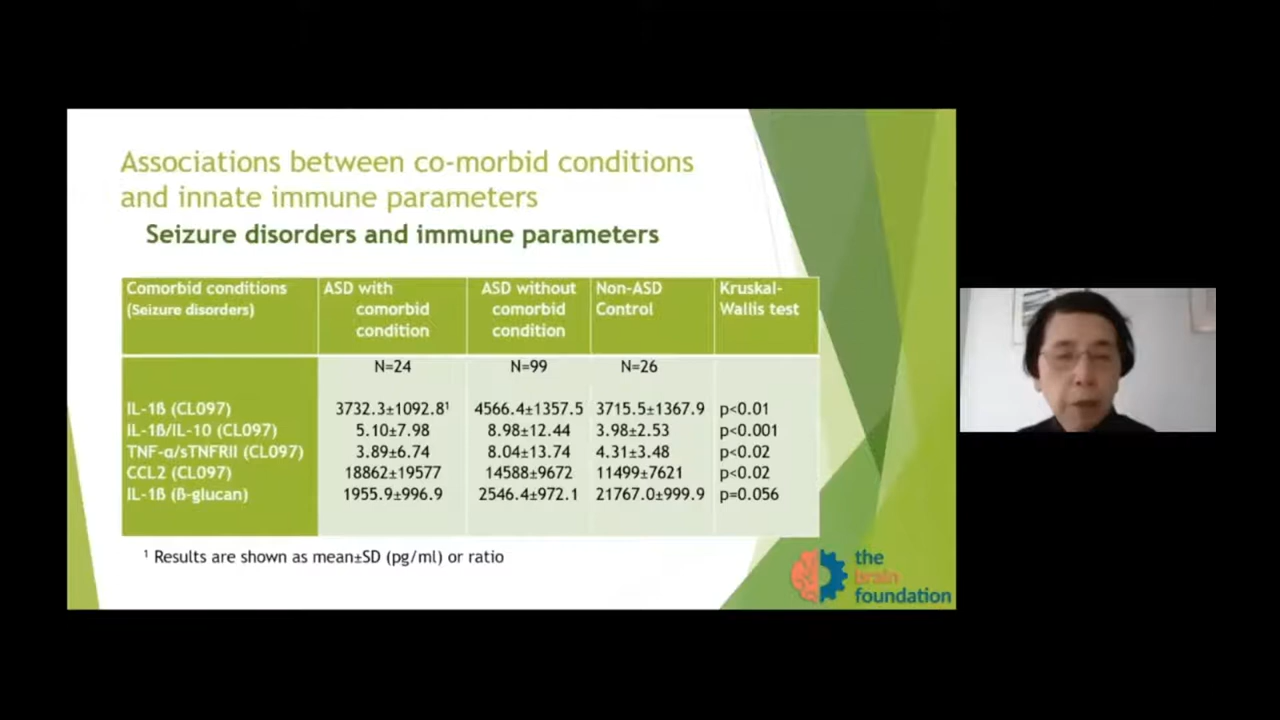 Associations between co-morbid conditions
and innate immune parameters
Seizure disorders and immune parameters
Comorbid conditions
(Seizure disorders)
ASD with
comorbid
condition
ASD without
comorbid
condition
Non-ASD
Control
Kruskal-
Wallis test
N=24 N=99 N=26
IL-1ß (CL097) 3732.3±1092.8¹ 4566.4±1357.5 3715.5±1367.9 p<0.01
IL-1ß/IL-10 (CL097) 5.10±7.98 8.98±12.44 3.98±2.53 p<0.001
TNF-α/sTNFRII (CL097) 3.89±6.74 8.04±13.74 4.31±3.48 p<0.02
CCL2 (CL097) 18862±19577 14588±9672 11499±7621 p<0.02
IL-1ß (ß-glucan) 1955.9±996.9 2546.4±972.1 21767.0±999.9 p=0.056
¹ Results are shown as mean±SD (pg/ml) or ratio
the
brain
foundation